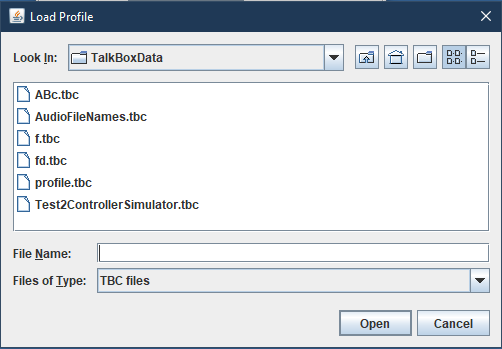 Load Profile
Look In: TalkBoxData
ABc.tbc
AudioFileNames.tbc
f.tbc
fd.tbc
profile.tbc
Test2ControllerSimulator.tbc
File Name:
Files of Type: TBC files
Open Cancel